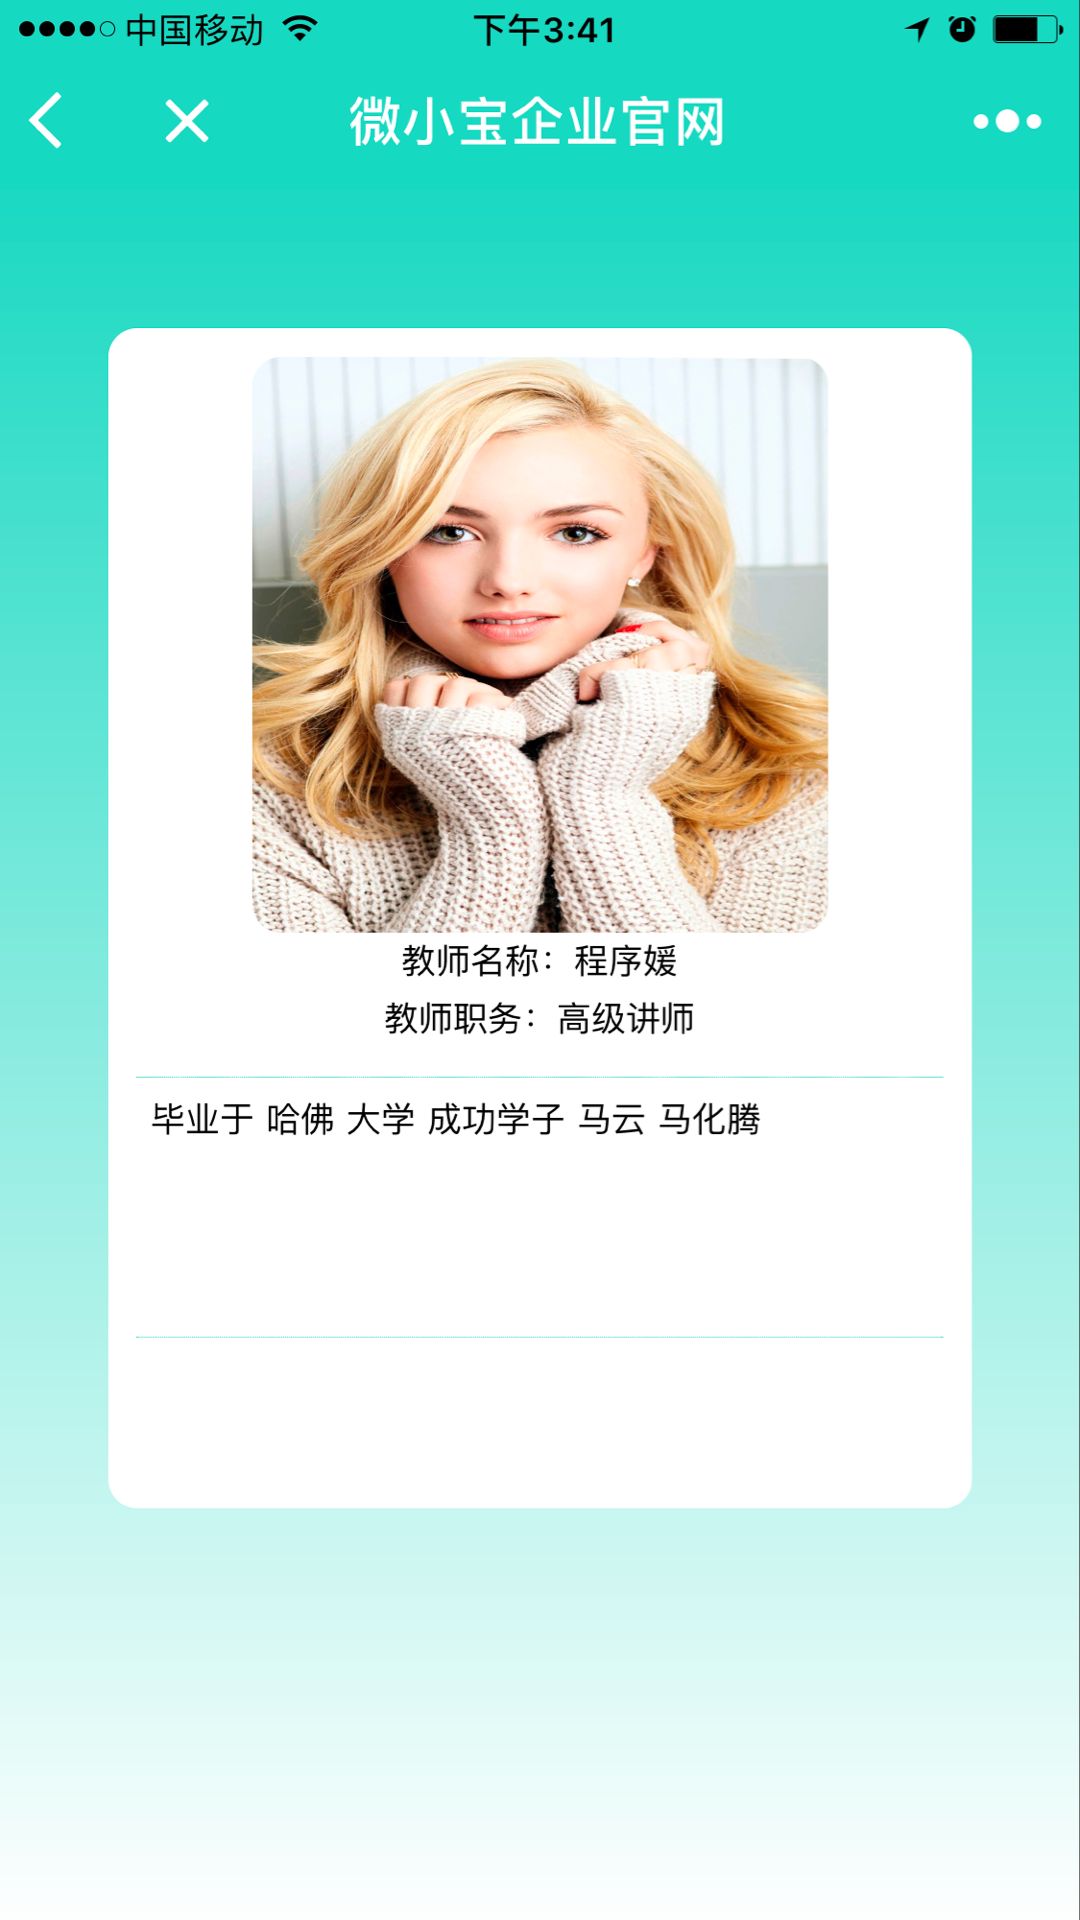 中国移动 下午3:41
微小宝企业官网
教师名称：程序媛
教师职务：高级讲师
毕业于 哈佛 大学 成功学子 马云 马化腾